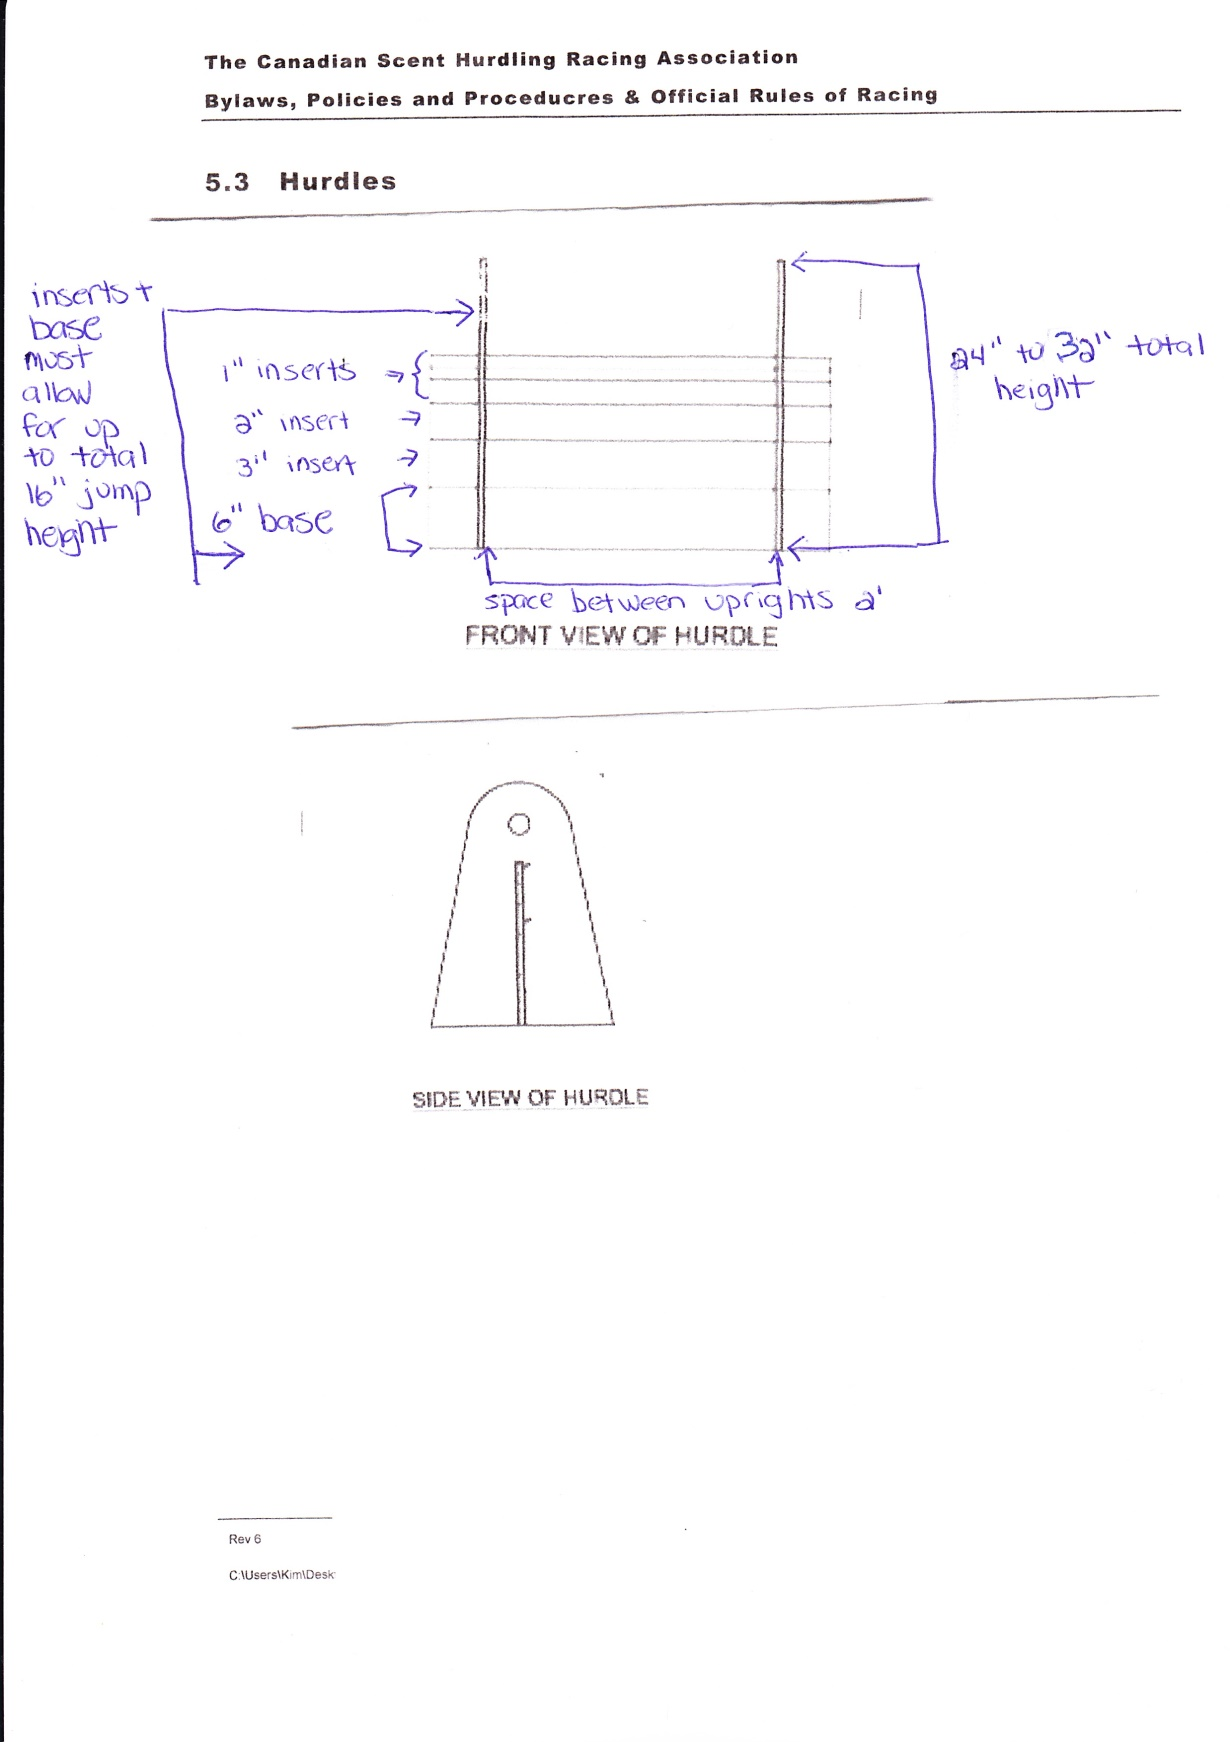 The Canadian Scent Hurdling Racing Association
Bylaws, Policies and Proceducres & Official Rules of Racing
5.3 Hurdles
inserts +
base
must
allow
for up
to total
16" jump
height
1" inserts
2" insert
3" insert
6" base
24" to 32" total
height
space between uprights 2'
FRONT VIEW OF HURDLE
SIDE VIEW OF HURDLE
Rev 6
C:\Users\Kim\Desk